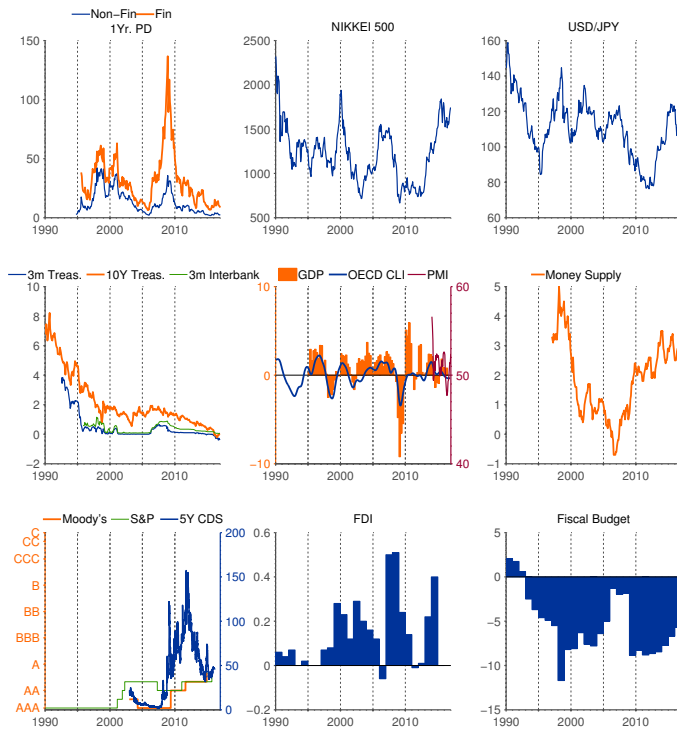 Non−Fin Fin
1Yr. PD
NIKKEI 500
USD/JPY
150
100
50
0
1990 2000 2010
2500
2000
1500
1000
500
1990 2000 2010
160
140
120
100
80
60
1990 2000 2010
3m Treas. 10Y Treas. 3m Interbank
GDP OECD CLI PMI
Money Supply
10
8
6
4
2
0
−2
1990 2000 2010
10
0
−10
60
50
40
1990 2000 2010
5
4
3
2
1
0
−1
1990 2000 2010
Moody's S&P 5Y CDS
FDI
Fiscal Budget
C
CC
CCC
B
BB
BBB
A
AA
AAA
200
150
100
50
0
1990 2000 2010
0.6
0.4
0.2
0
−0.2
1990 2000 2010
5
0
−5
−10
−15
1990 2000 2010